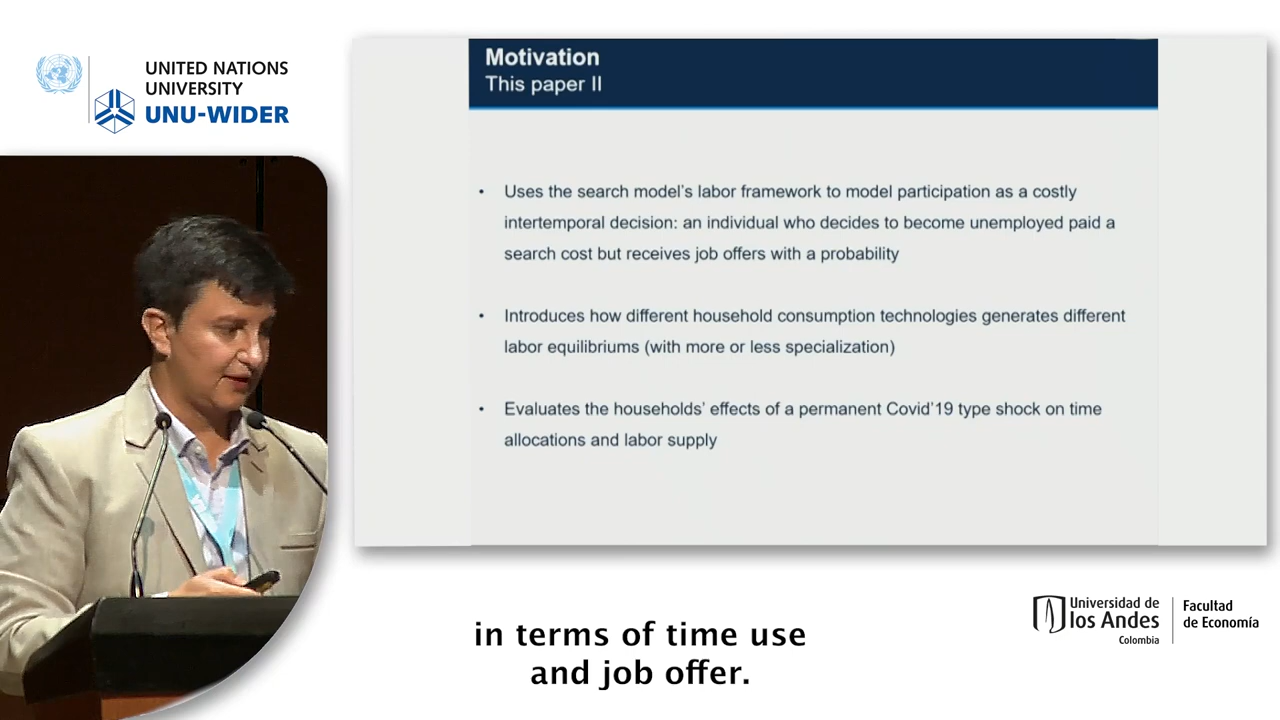 UNITED NATIONS
UNIVERSITY
UNU-WIDER
Motivation
This paper II
• Uses the search model's labor framework to model participation as a costly
intertemporal decision: an individual who decides to become unemployed paid a
search cost but receives job offers with a probability
• Introduces how different household consumption technologies generates different
labor equilibriums (with more or less specialization)
• Evaluates the households' effects of a permanent Covid'19 type shock on time
allocations and labor supply
in terms of time use
and job offer.
Universidad de
los Andes
Colombia
Facultad
de Economía